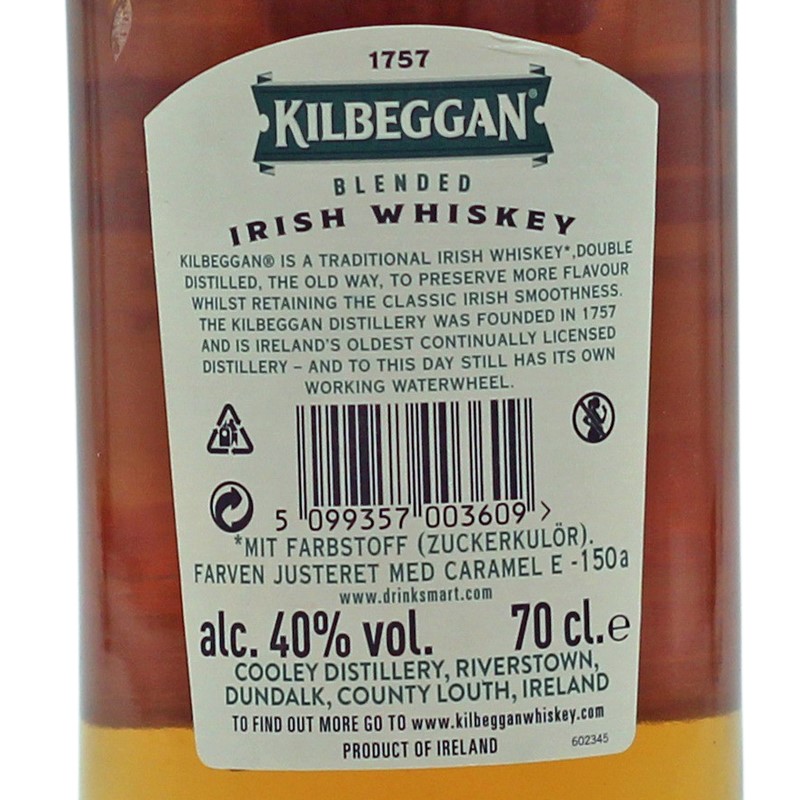 1757
KILBEGGAN®
BLENDED
IRISH WHISKEY
KILBEGGAN® IS A TRADITIONAL IRISH WHISKEY*,DOUBLE
DISTILLED, THE OLD WAY, TO PRESERVE MORE FLAVOUR
WHILST RETAINING THE CLASSIC IRISH SMOOTHNESS.
THE KILBEGGAN DISTILLERY WAS FOUNDED IN 1757
AND IS IRELAND'S OLDEST CONTINUALLY LICENSED
DISTILLERY – AND TO THIS DAY STILL HAS ITS OWN
WORKING WATERWHEEL.
5 099357 003609 >
*MIT FARBSTOFF (ZUCKERKULÖR).
FARVEN JUSTERET MED CARAMEL E -150a
www.drinksmart.com
alc. 40% vol. 70 cl.e
COOLEY DISTILLERY, RIVERSTOWN,
DUNDALK, COUNTY LOUTH, IRELAND
TO FIND OUT MORE GO TO www.kilbegganwhiskey.com
PRODUCT OF IRELAND 602345